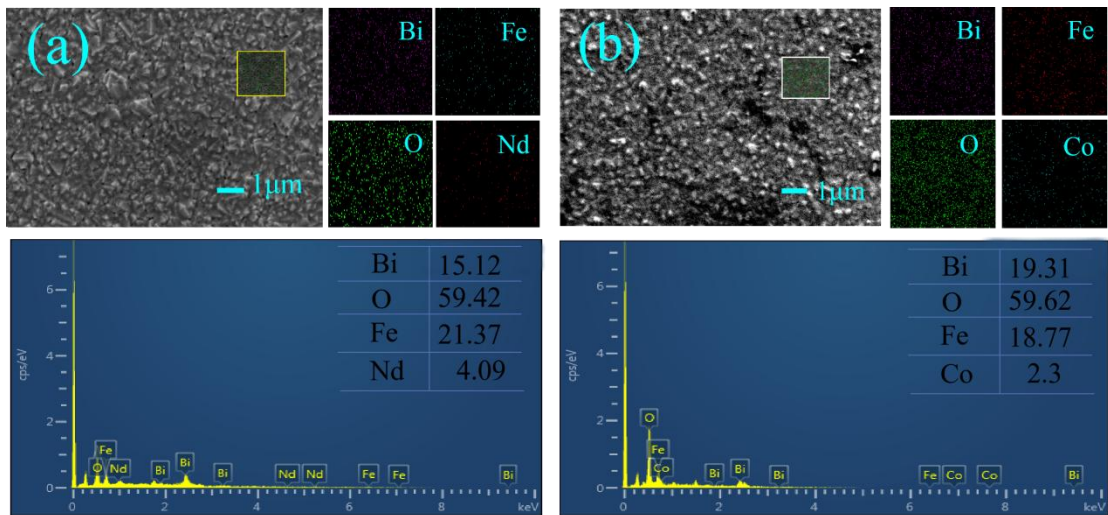 (a)
Bi
Fe
O
Nd
1μm
(b)
Bi
Fe
O
Co
1μm
Bi 15.12
O 59.42
Fe 21.37
Nd 4.09
cps/eV
6
4
2
0
Fe
O
Nd
Bi
Bi
Bi
Nd
Nd
Fe
Fe
Bi
0
2
4
6
8
keV
Bi 19.31
O 59.62
Fe 18.77
Co 2.3
cps/eV
6
4
2
0
O
Fe
Co
Bi
Bi
Bi
Fe
Co
Co
Bi
0
2
4
6
8
keV